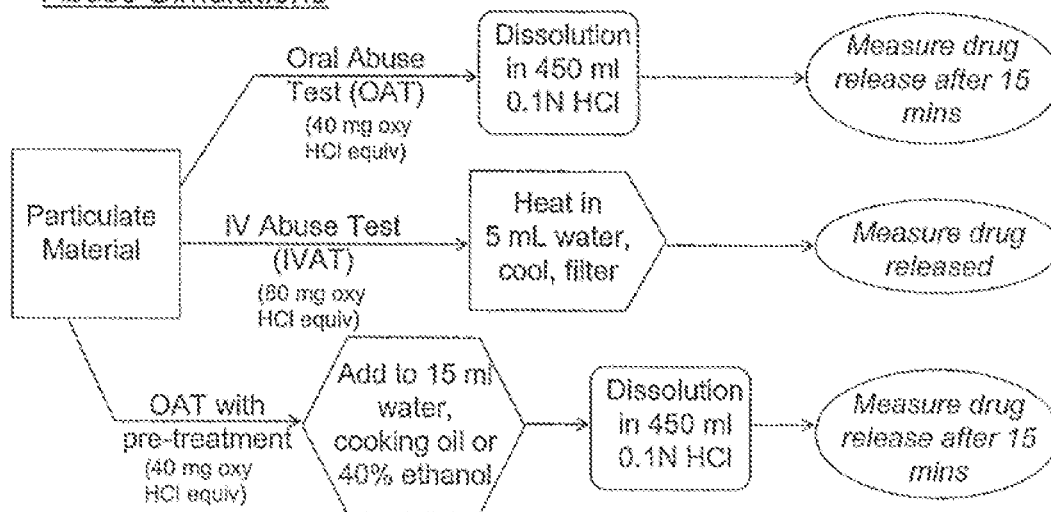 Abuse Simulations
Oral Abuse
Test (OAT)
(40 mg oxy
HCl equiv)
Dissolution
in 450 ml
0.1N HCl
Measure drug
release after 15
mins
Particulate
Material
IV Abuse Test
(IVAT)
(80 mg oxy
HCl equiv)
Heat in
5 mL water,
cool, filter
Measure drug
released
OAT with
pre-treatment
(40 mg oxy
HCl equiv)
Add to 15 ml
water,
cooking oil or
40% ethanol
Dissolution
in 450 ml
0.1N HCl
Measure drug
release after 15
mins